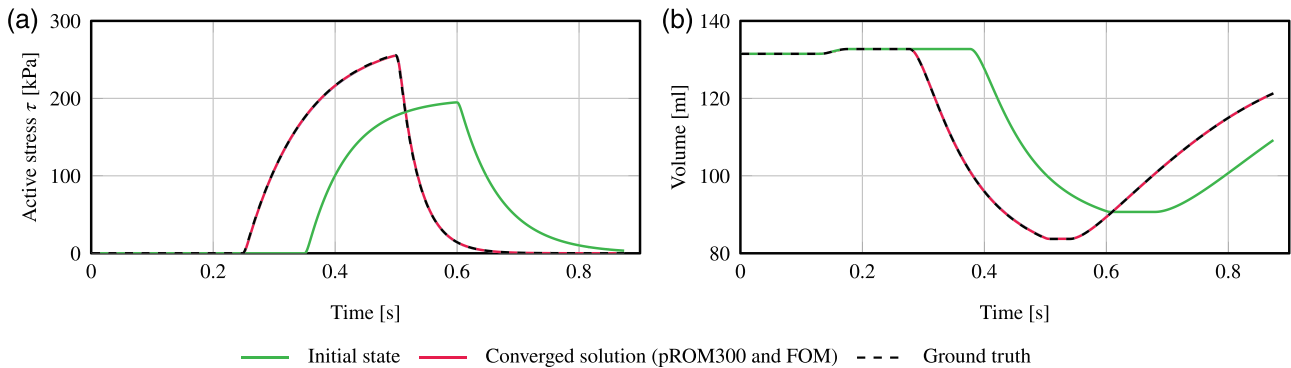 (a)
300
200
100
0
Active stress τ [kPa]
0 0.2 0.4 0.6 0.8
Time [s]
(b)
140
120
100
80
Volume [ml]
0 0.2 0.4 0.6 0.8
Time [s]
Initial state Converged solution (pROM300 and FOM) Ground truth